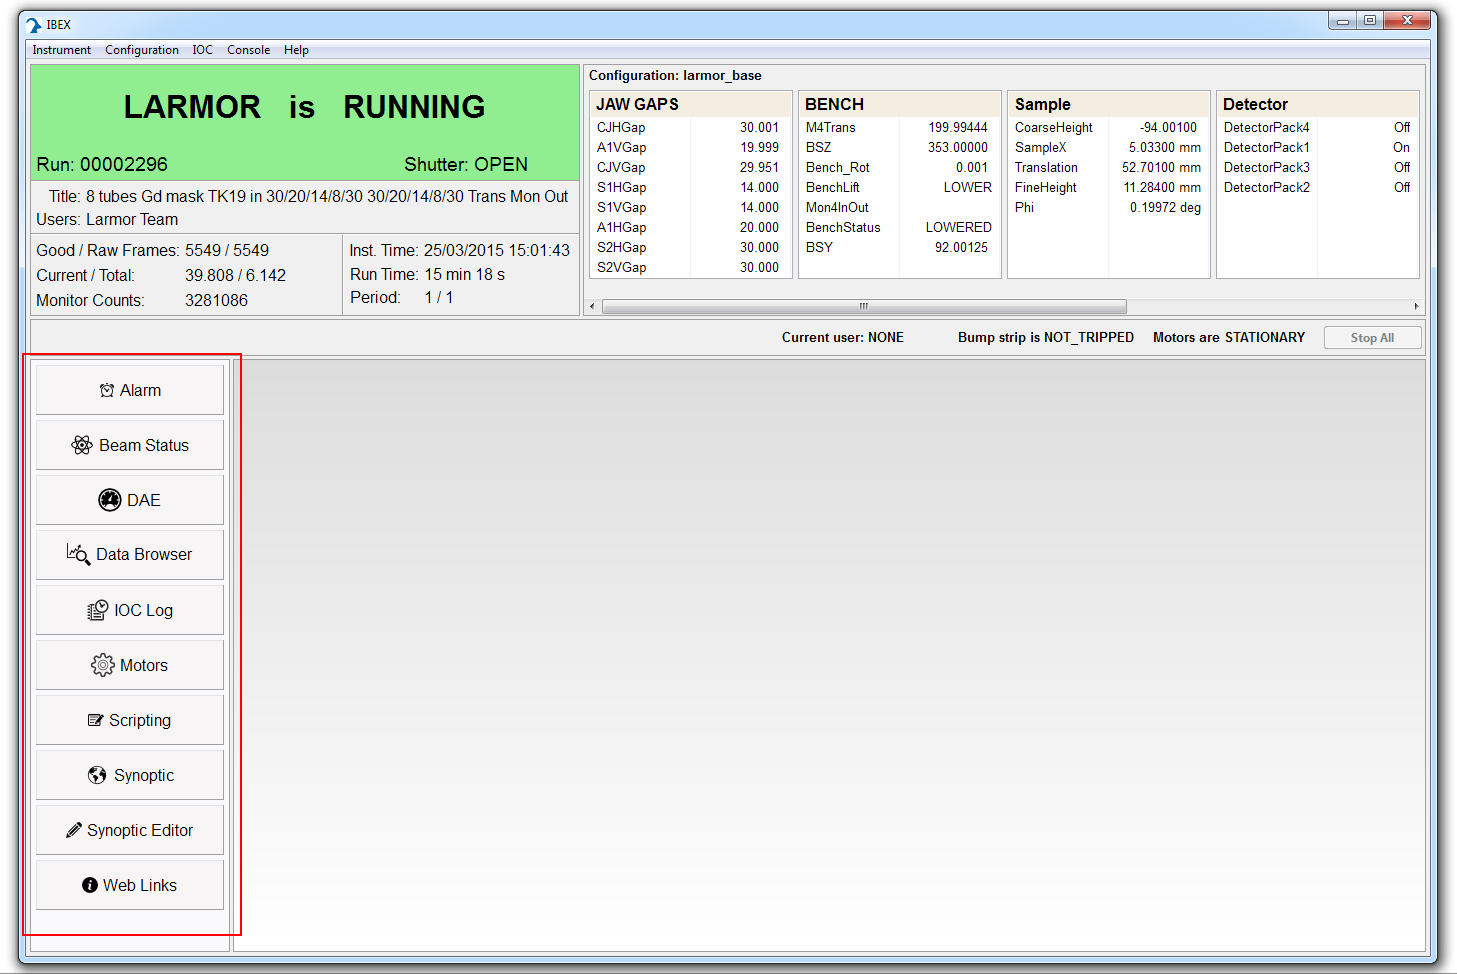 IBEX
Instrument Configuration IOC Console Help
LARMOR is RUNNING
Run: 00002296 Shutter: OPEN
Title: 8 tubes Gd mask TK19 in 30/20/14/8/30 30/20/14/8/30 Trans Mon Out
Users: Larmor Team
Good / Raw Frames: 5549 / 5549
Current / Total: 39.808 / 6.142
Monitor Counts: 3281086
Inst. Time: 25/03/2015 15:01:43
Run Time: 15 min 18 s
Period: 1 / 1
Configuration: larmor_base
JAW GAPS
CJHGap 30.001
A1VGap 19.999
CJVGap 29.951
S1HGap 14.000
S1VGap 14.000
A1HGap 20.000
S2HGap 30.000
S2VGap 30.000
BENCH
M4Trans 199.99444
BSZ 353.00000
Bench_Rot 0.001
BenchLift LOWER
Mon4InOut
BenchStatus LOWERED
BSY 92.00125
Sample
CoarseHeight -94.00100
SampleX 5.03300 mm
Translation 52.70100 mm
FineHeight 11.28400 mm
Phi 0.19972 deg
Detector
DetectorPack4 Off
DetectorPack1 On
DetectorPack3 Off
DetectorPack2 Off
Current user: NONE Bump strip is NOT_TRIPPED Motors are STATIONARY Stop All
Alarm
Beam Status
DAE
Data Browser
IOC Log
Motors
Scripting
Synoptic
Synoptic Editor
Web Links